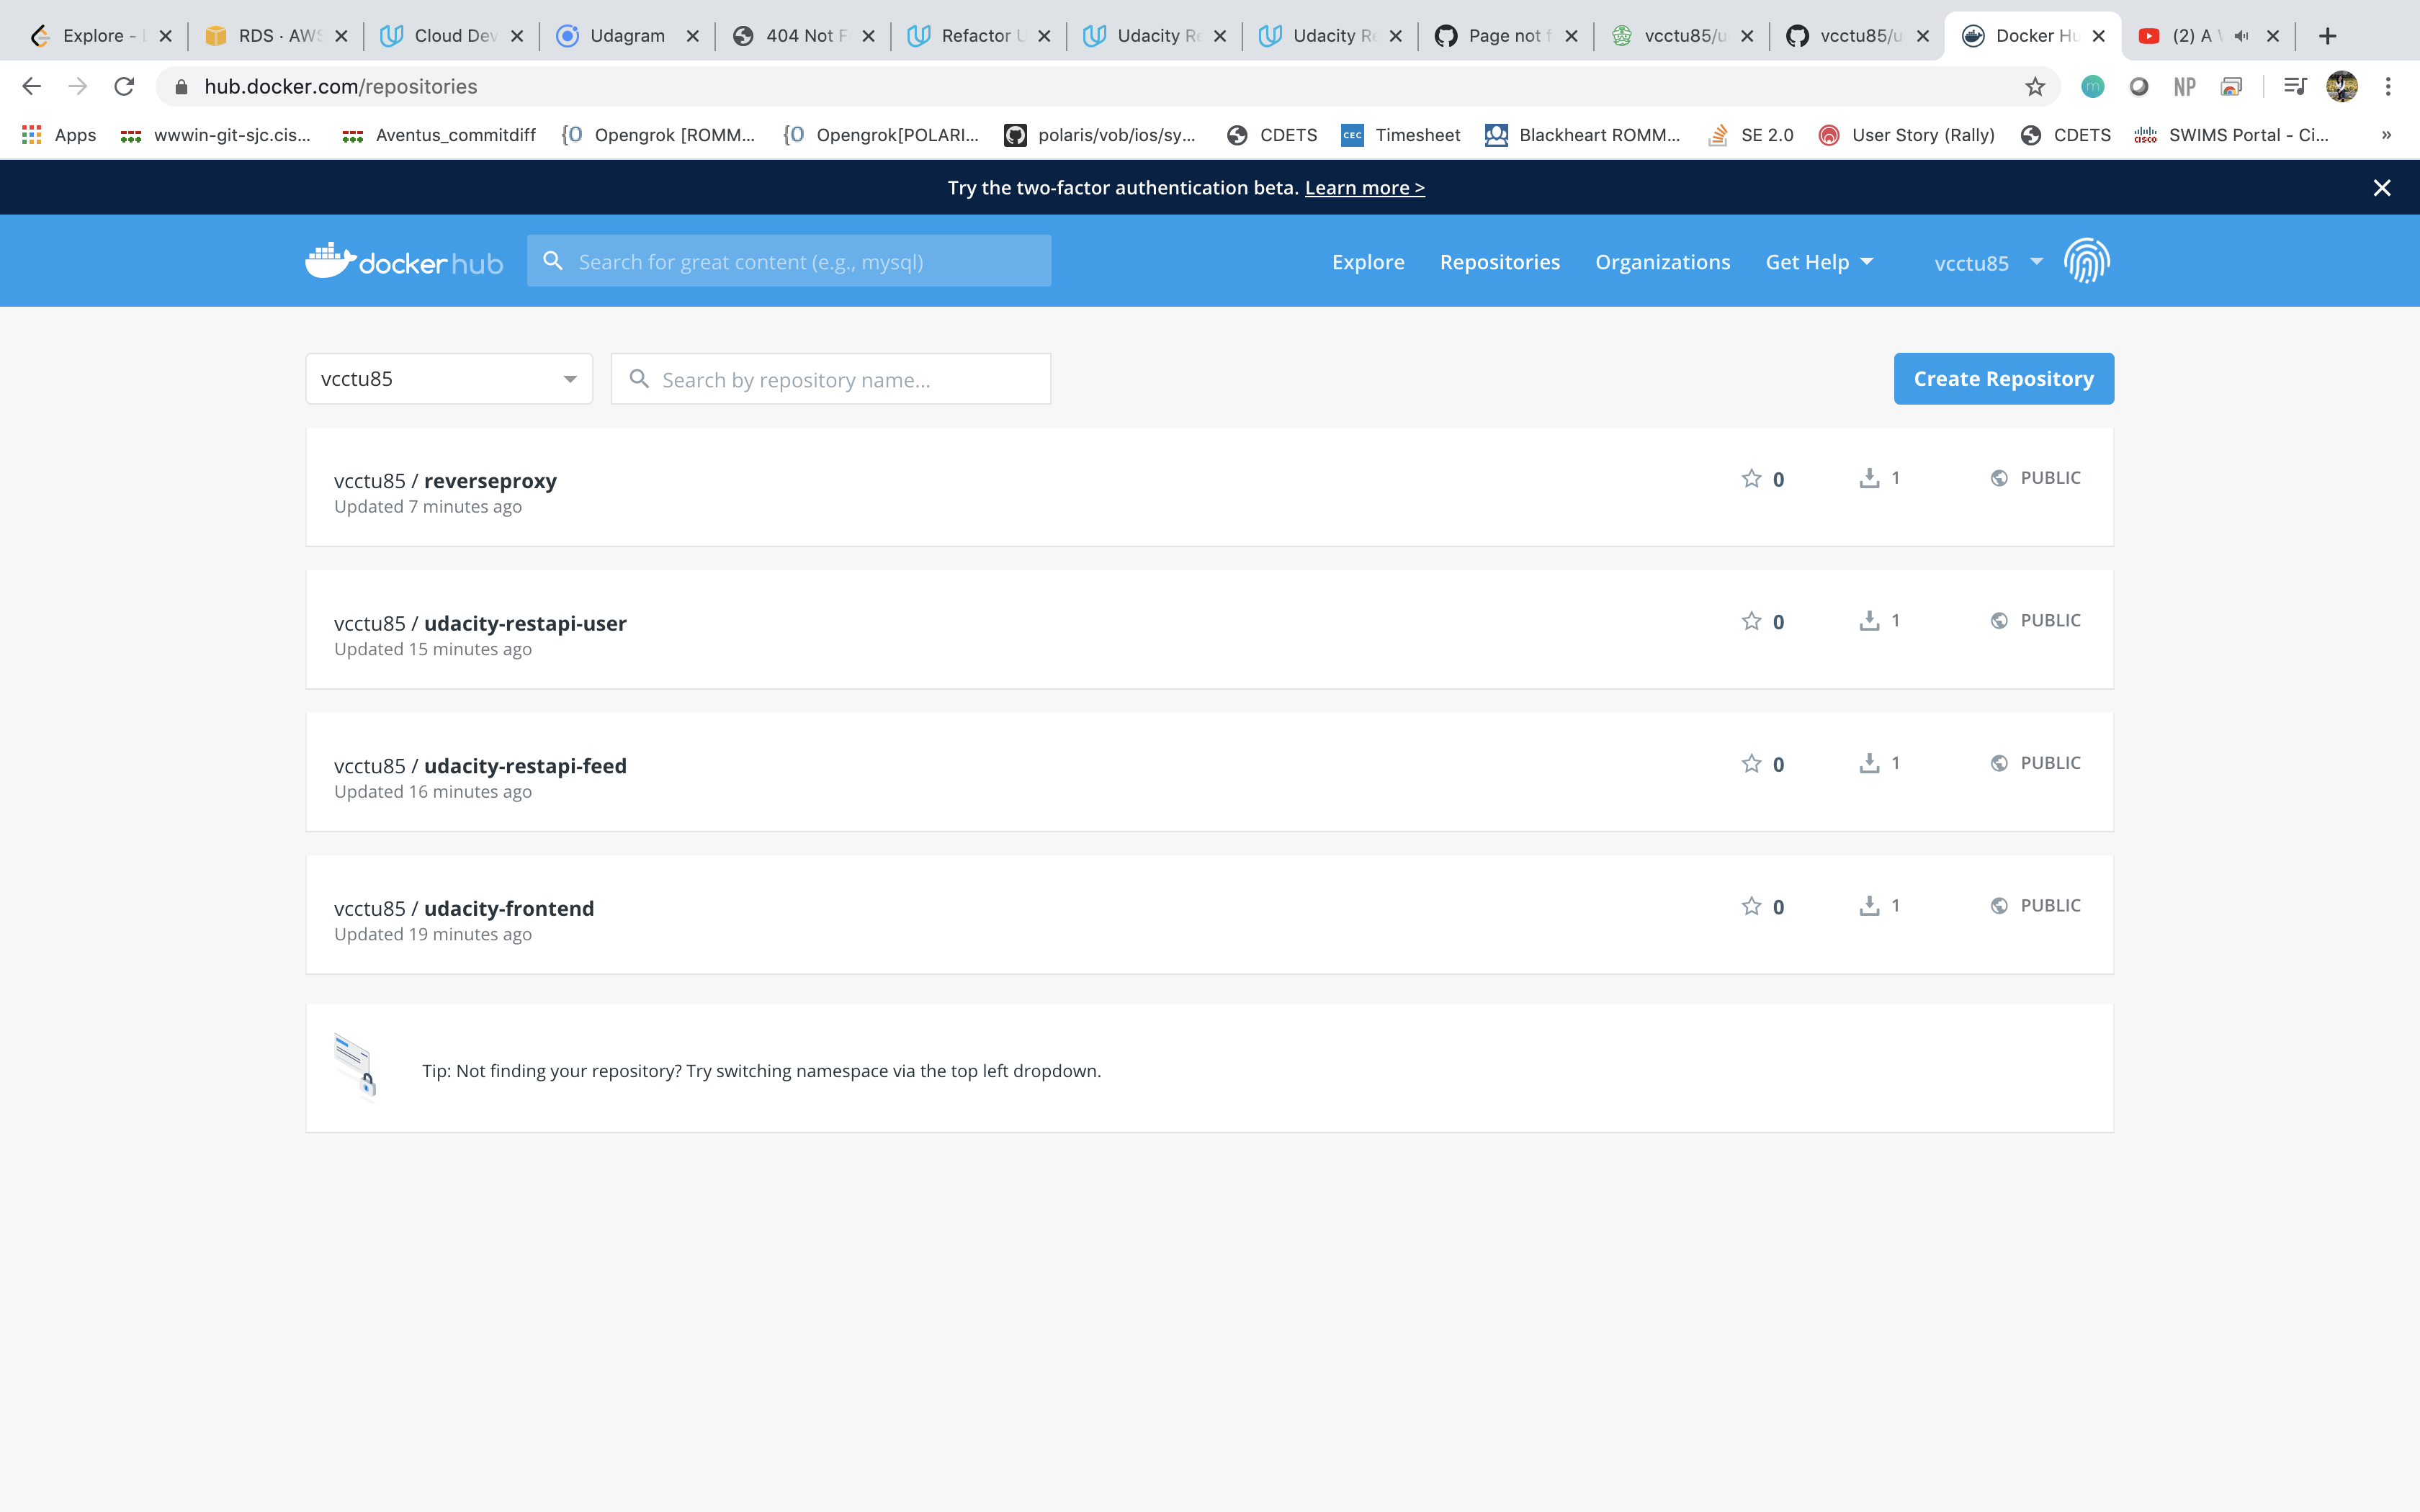 Explore - L
RDS · AWS
Cloud Dev
Udagram
404 Not F
Refactor U
Udacity Re
Udacity Re
Page not f
vcctu85/u
vcctu85/u
Docker Hu
(2) A
hub.docker.com/repositories
NP
Apps
wwwin-git-sjc.cis...
Aventus_commitdiff
Opengrok [ROMM...
Opengrok[POLARI...
polaris/vob/ios/sy...
CDETS
CEC
Timesheet
Blackheart ROMM...
SE 2.0
User Story (Rally)
CDETS
CISCO
SWIMS Portal - Ci...
»
Try the two-factor authentication beta. Learn more >
docker hub
Search for great content (e.g., mysql)
Explore
Repositories
Organizations
Get Help
vcctu85
vcctu85
Search by repository name...
Create Repository
vcctu85 / reverseproxy
0
1
PUBLIC
Updated 7 minutes ago
vcctu85 / udacity-restapi-user
0
1
PUBLIC
Updated 15 minutes ago
vcctu85 / udacity-restapi-feed
0
1
PUBLIC
Updated 16 minutes ago
vcctu85 / udacity-frontend
0
1
PUBLIC
Updated 19 minutes ago
Tip: Not finding your repository? Try switching namespace via the top left dropdown.